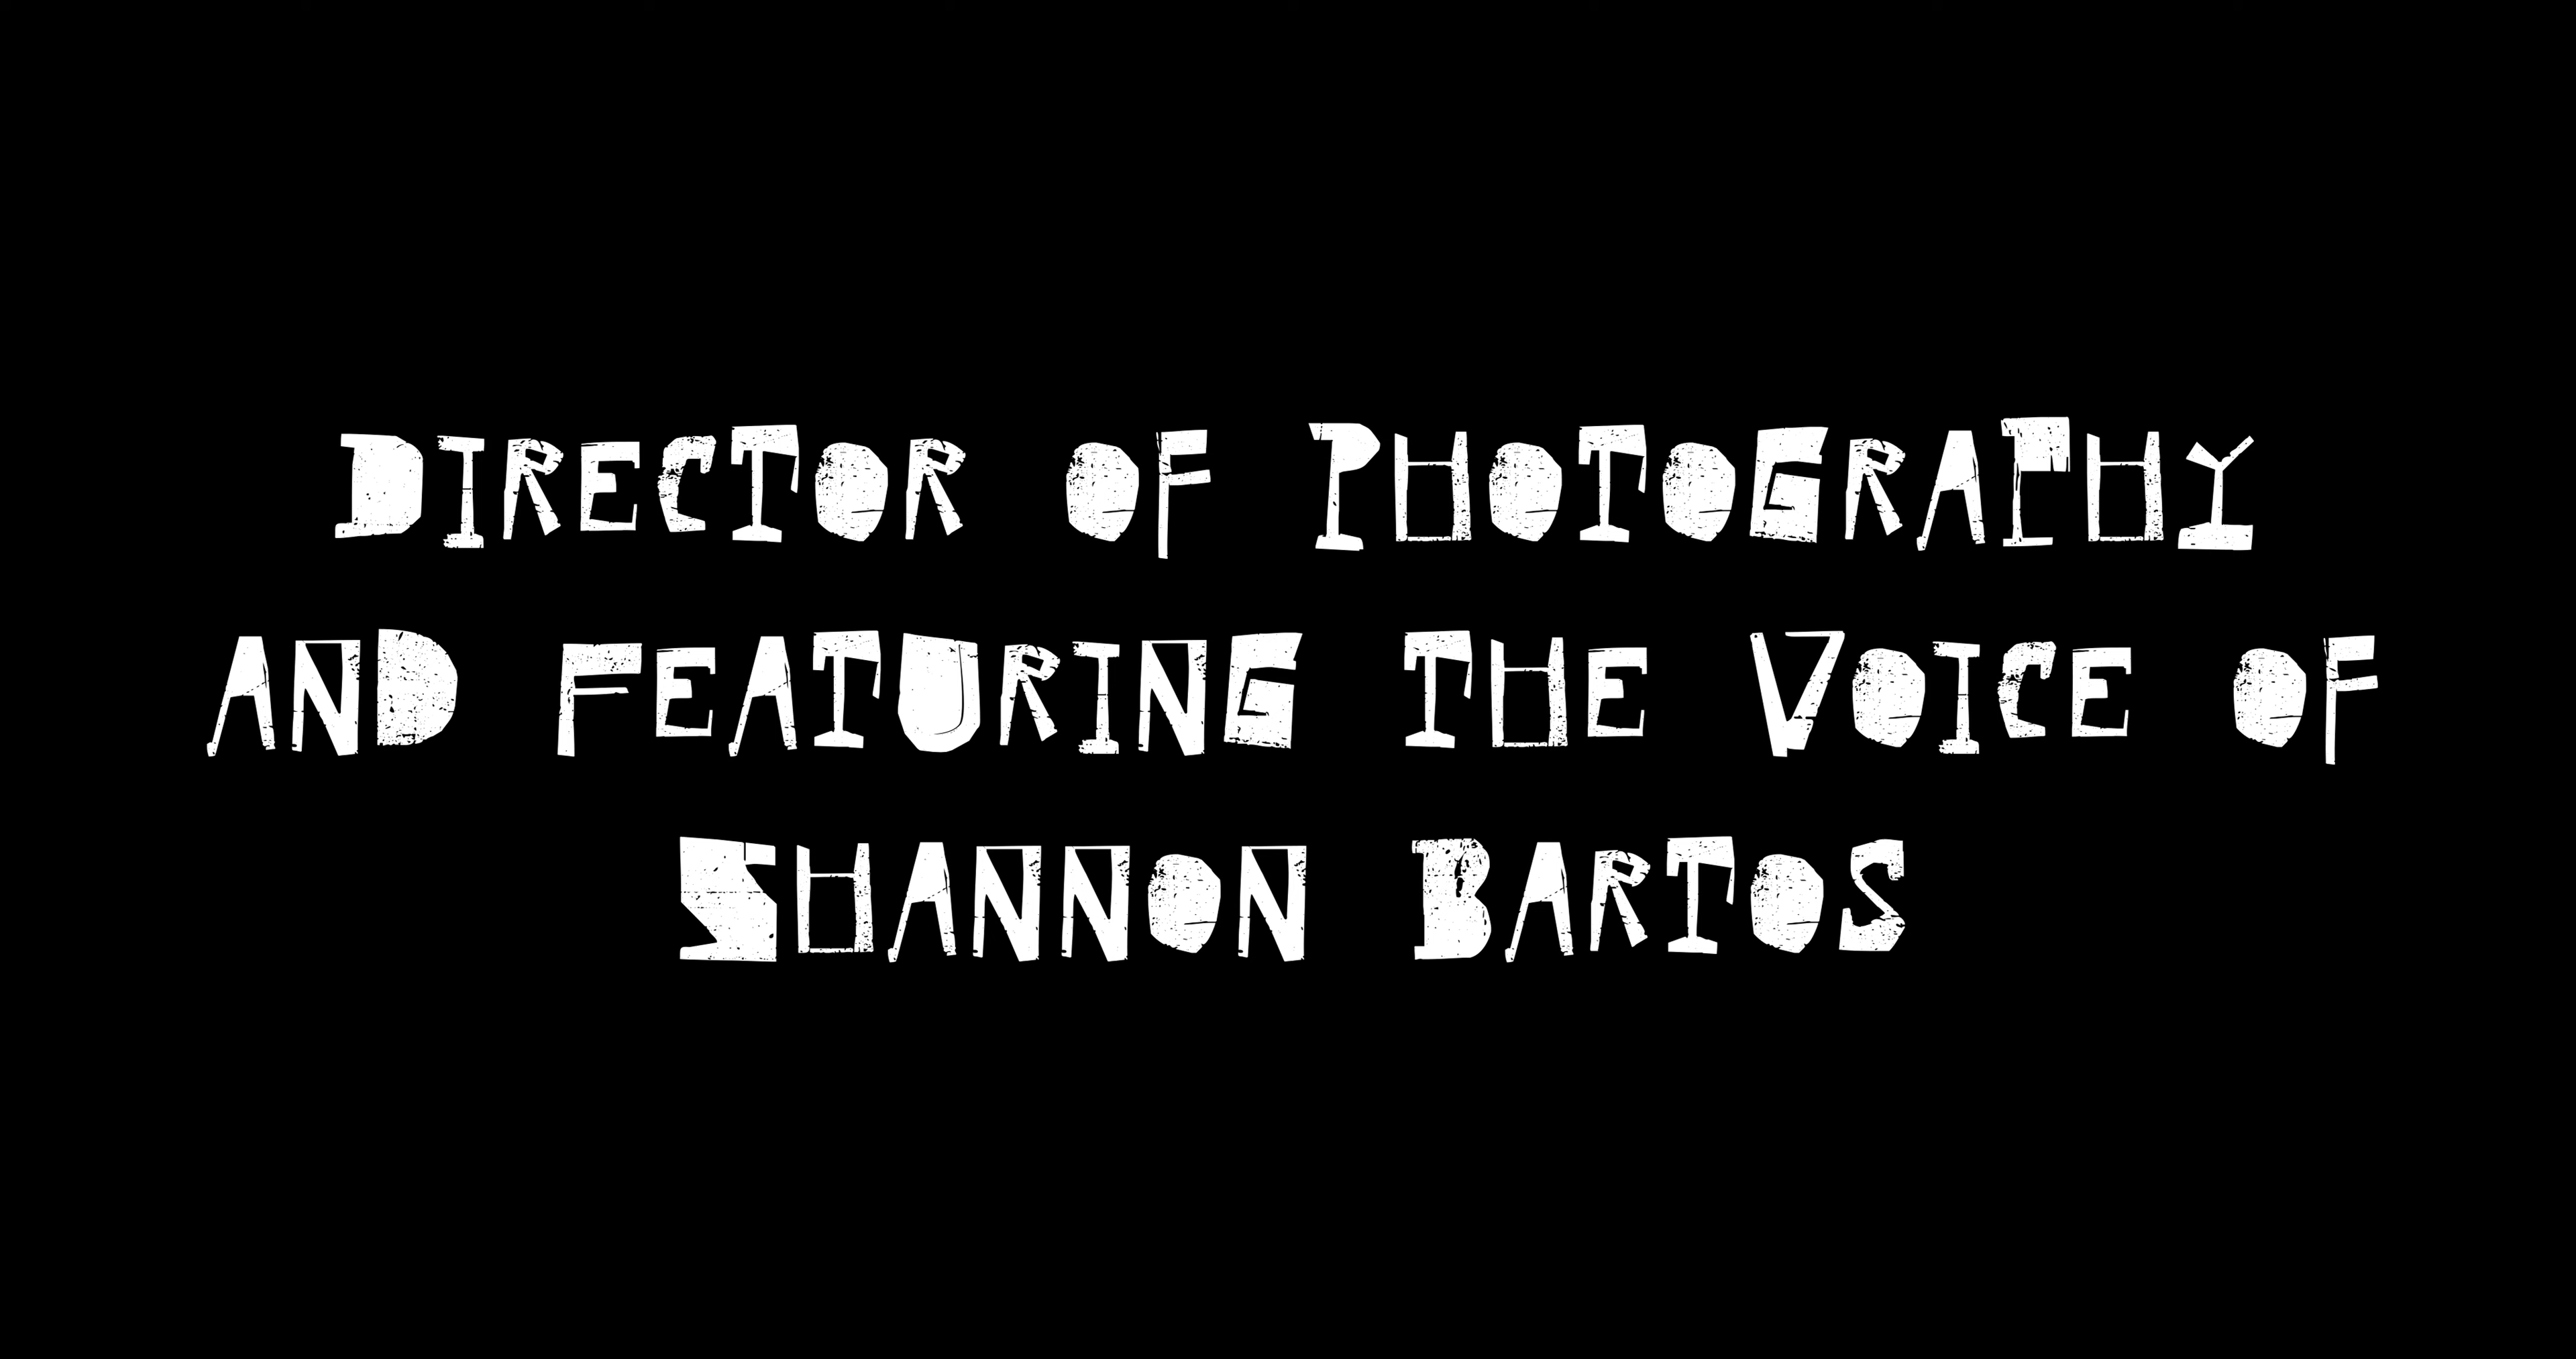 Director of Photography
and Featuring the Voice of
Shannon Bartos